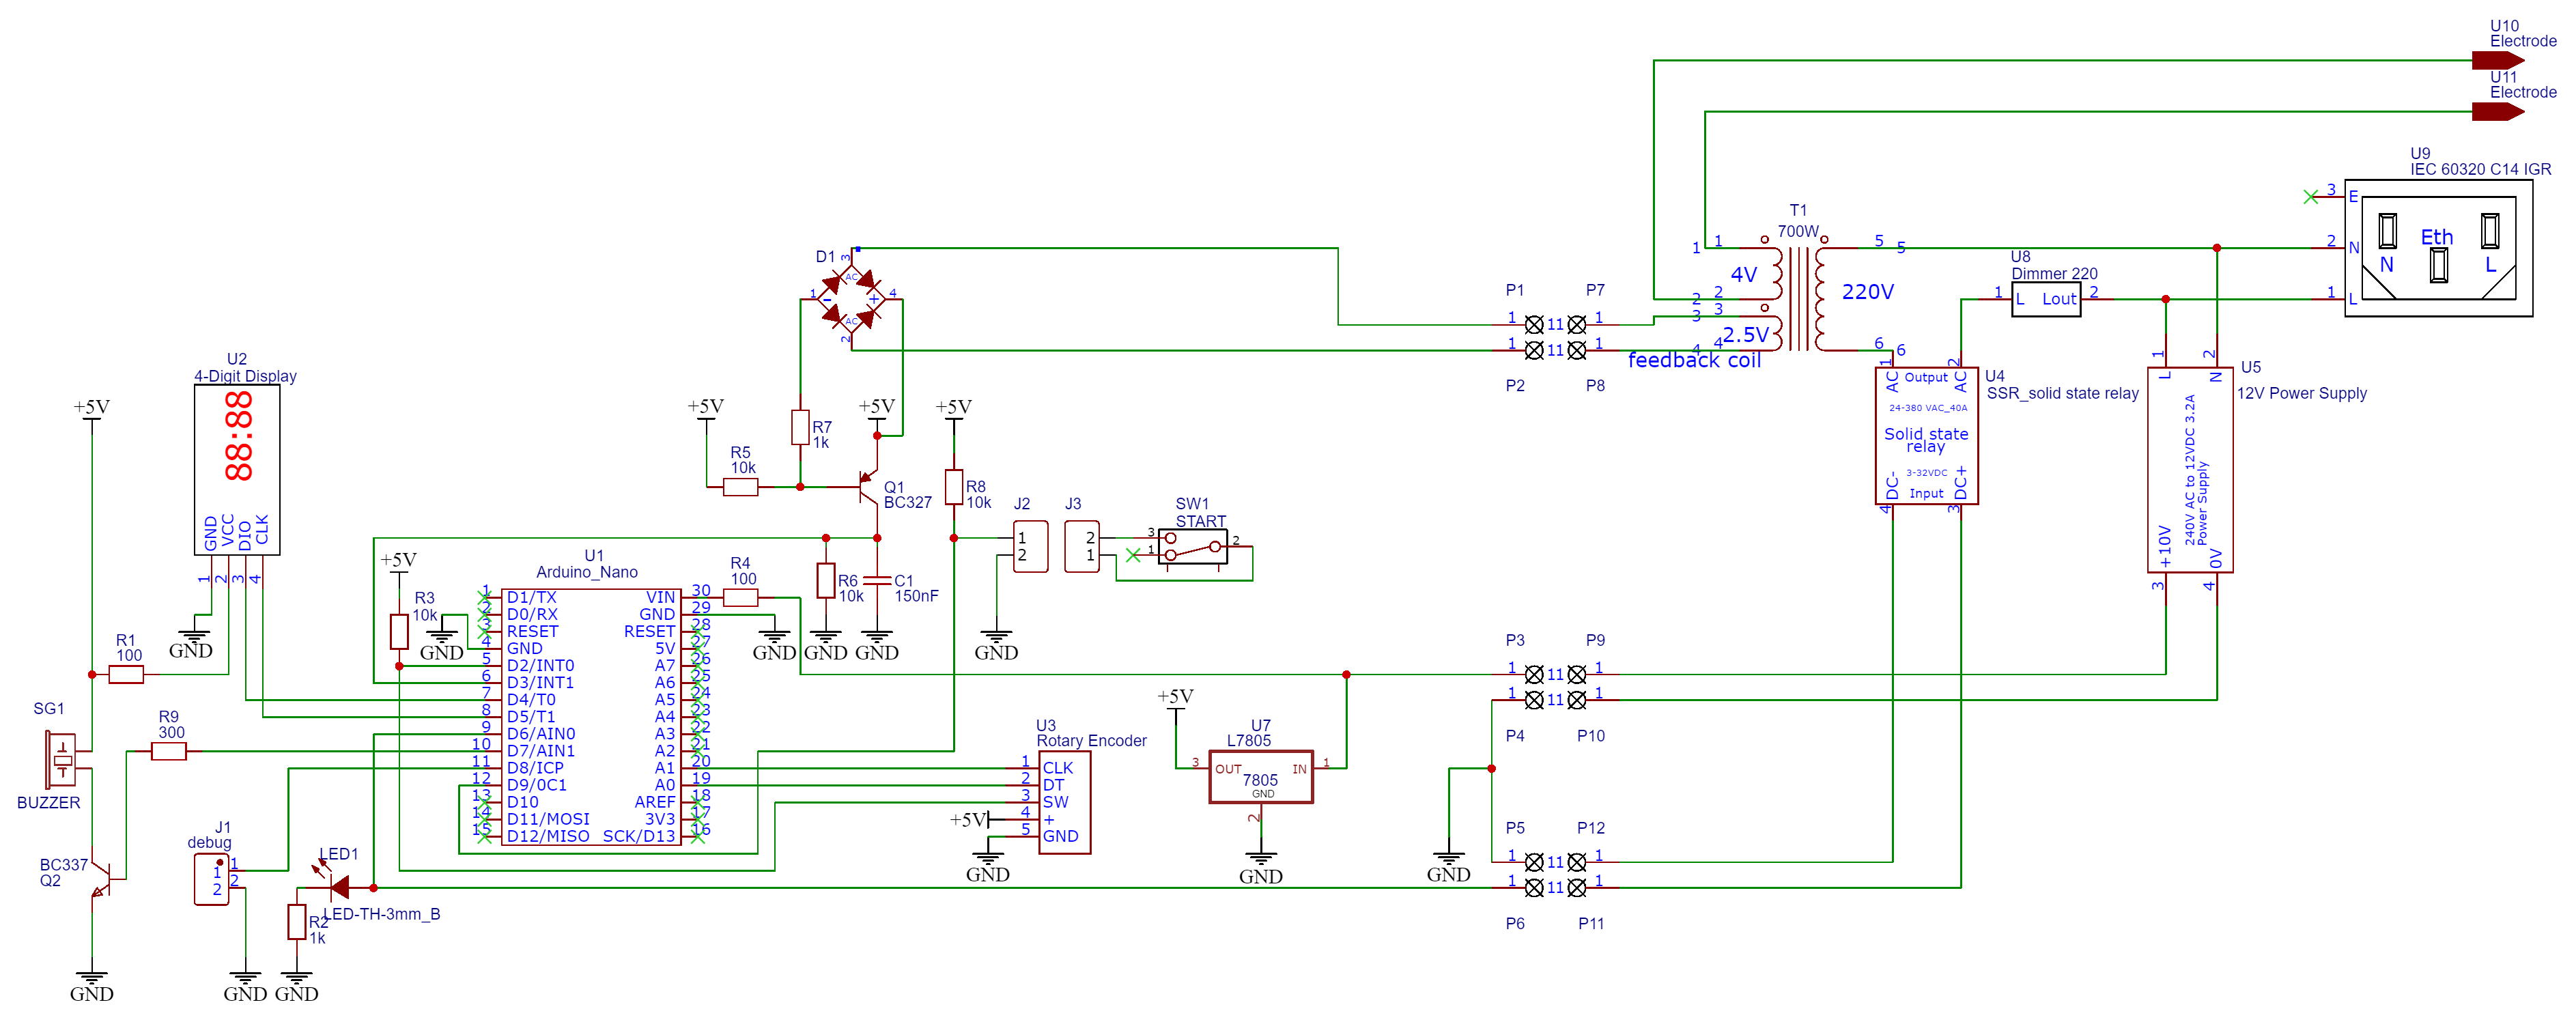 U10
Electrode
U11
Electrode
U9
IEC 60320 C14 IGR
3
E
2
N
1
L
Eth
N
L
T1
700W
1
1
2
2
3
3
4
4
4V
2.5V
feedback coil
220V
5
5
6
6
U8
Dimmer 220
1
L
Lout
2
U4
SSR_solid state relay
1
2
AC
Output
AC
24-380 VAC_40A
Solid state
relay
3-32VDC
DC-
Input
DC+
4
3
U5
12V Power Supply
1
2
L
N
240V AC to 12VDC 3.2A
Power Supply
+10V
0V
3
4
D1
3
AC
1
-
+
4
AC
2
P1
P7
1
11
1
1
11
1
P2
P8
U2
4-Digit Display
88:88
GND
VCC
DIO
CLK
1
2
3
4
GND
+5V
R1
100
SG1
BUZZER
R9
300
BC337
Q2
GND
J1
debug
1
1
2
2
GND
LED1
LED-TH-3mm_B
R2
1k
GND
+5V
R3
10k
GND
U1
Arduino_Nano
1
D1/TX
2
D0/RX
3
RESET
4
GND
5
D2/INT0
6
D3/INT1
7
D4/T0
8
D5/T1
9
D6/AIN0
10
D7/AIN1
11
D8/ICP
12
D9/0C1
13
D10
14
D11/MOSI
15
D12/MISO
VIN
30
GND
29
RESET
28
5V
27
A7
26
A6
25
A5
24
A4
23
A3
22
A2
21
A1
20
A0
19
AREF
18
3V3
17
SCK/D13
16
R4
100
GND
+5V
R5
10k
R7
1k
+5V
Q1
BC327
R6
10k
GND
C1
150nF
GND
+5V
R8
10k
J2
1
2
GND
J3
2
1
SW1
START
3
1
2
U3
Rotary Encoder
1
CLK
2
DT
3
SW
4
+
5
GND
+5V
GND
+5V
U7
L7805
3
OUT
IN
1
7805
GND
2
GND
GND
P3
P9
1
11
1
1
11
1
P4
P10
P5
P12
1
11
1
1
11
1
P6
P11